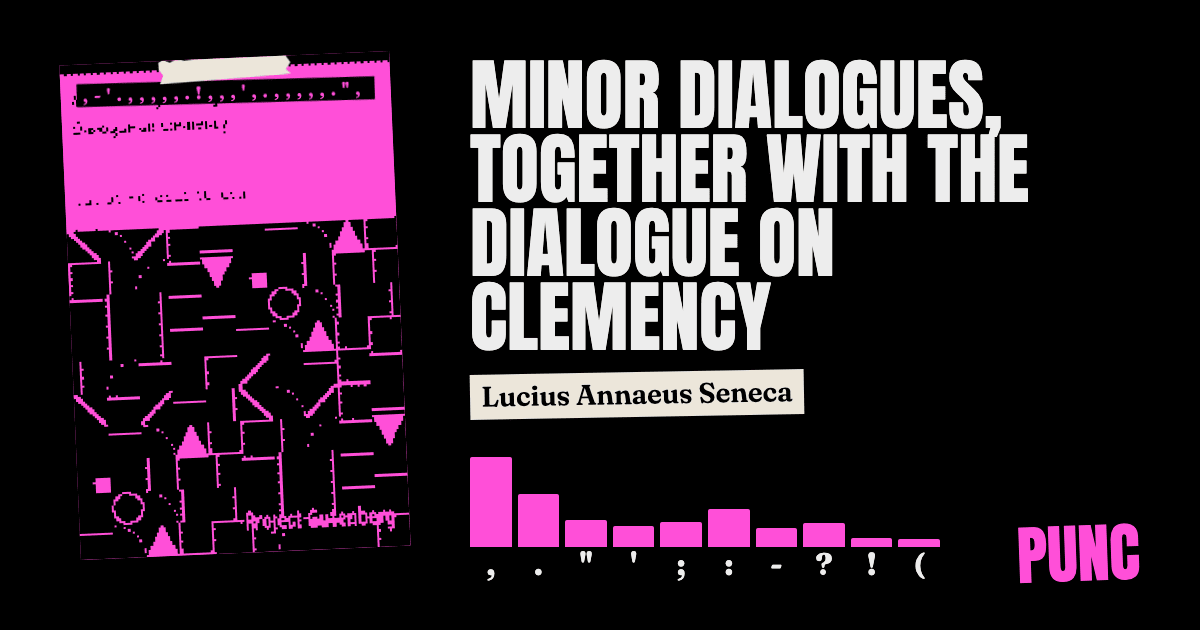 MINOR DIALOGUES,
TOGETHER WITH THE
DIALOGUE ON
CLEMENCY
Lucius Annaeus Seneca
, . " ' ; : - ? ! (
PUNC
Project Gutenberg